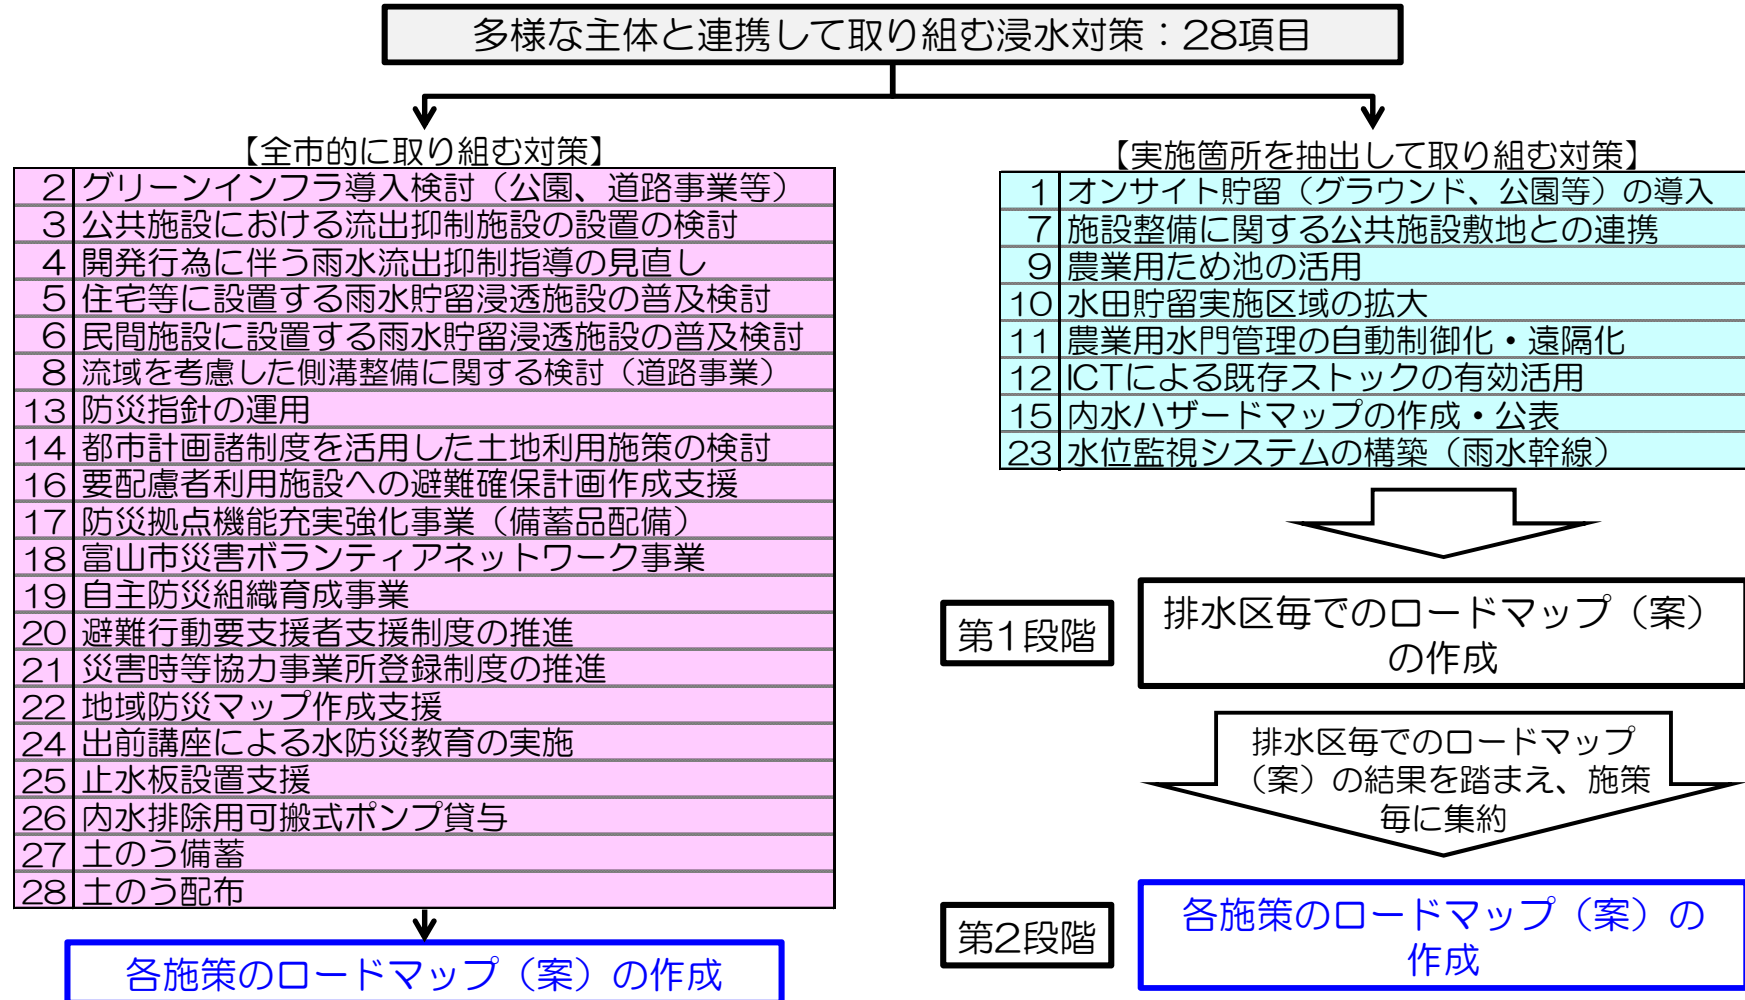 多様な主体と連携して取り組む浸水対策：28項目
【全市的に取り組む対策】
2 グリーンインフラ導入検討（公園、道路事業等）
3 公共施設における流出抑制施設の設置の検討
4 開発行為に伴う雨水流出抑制指導の見直し
5 住宅等に設置する雨水貯留浸透施設の普及検討
6 民間施設に設置する雨水貯留浸透施設の普及検討
8 流域を考慮した側溝整備に関する検討（道路事業）
13 防災指針の運用
14 都市計画諸制度を活用した土地利用施策の検討
16 要配慮者利用施設への避難確保計画作成支援
17 防災拠点機能充実強化事業（備蓄品配備）
18 富山市災害ボランティアネットワーク事業
19 自主防災組織育成事業
20 避難行動要支援者支援制度の推進
21 災害時等協力事業所登録制度の推進
22 地域防災マップ作成支援
24 出前講座による水防災教育の実施
25 止水板設置支援
26 内水排除用可搬式ポンプ貸与
27 土のう備蓄
28 土のう配布
各施策のロードマップ（案）の作成
【実施箇所を抽出して取り組む対策】
1 オンサイト貯留（グラウンド、公園等）の導入
7 施設整備に関する公共施設敷地との連携
9 農業用ため池の活用
10 水田貯留実施区域の拡大
11 農業用水門管理の自動制御化・遠隔化
12 ICTによる既存ストックの有効活用
15 内水ハザードマップの作成・公表
23 水位監視システムの構築（雨水幹線）
第1段階
排水区毎でのロードマップ（案）
の作成
排水区毎でのロードマップ
（案）の結果を踏まえ、施策
毎に集約
第2段階
各施策のロードマップ（案）の
作成